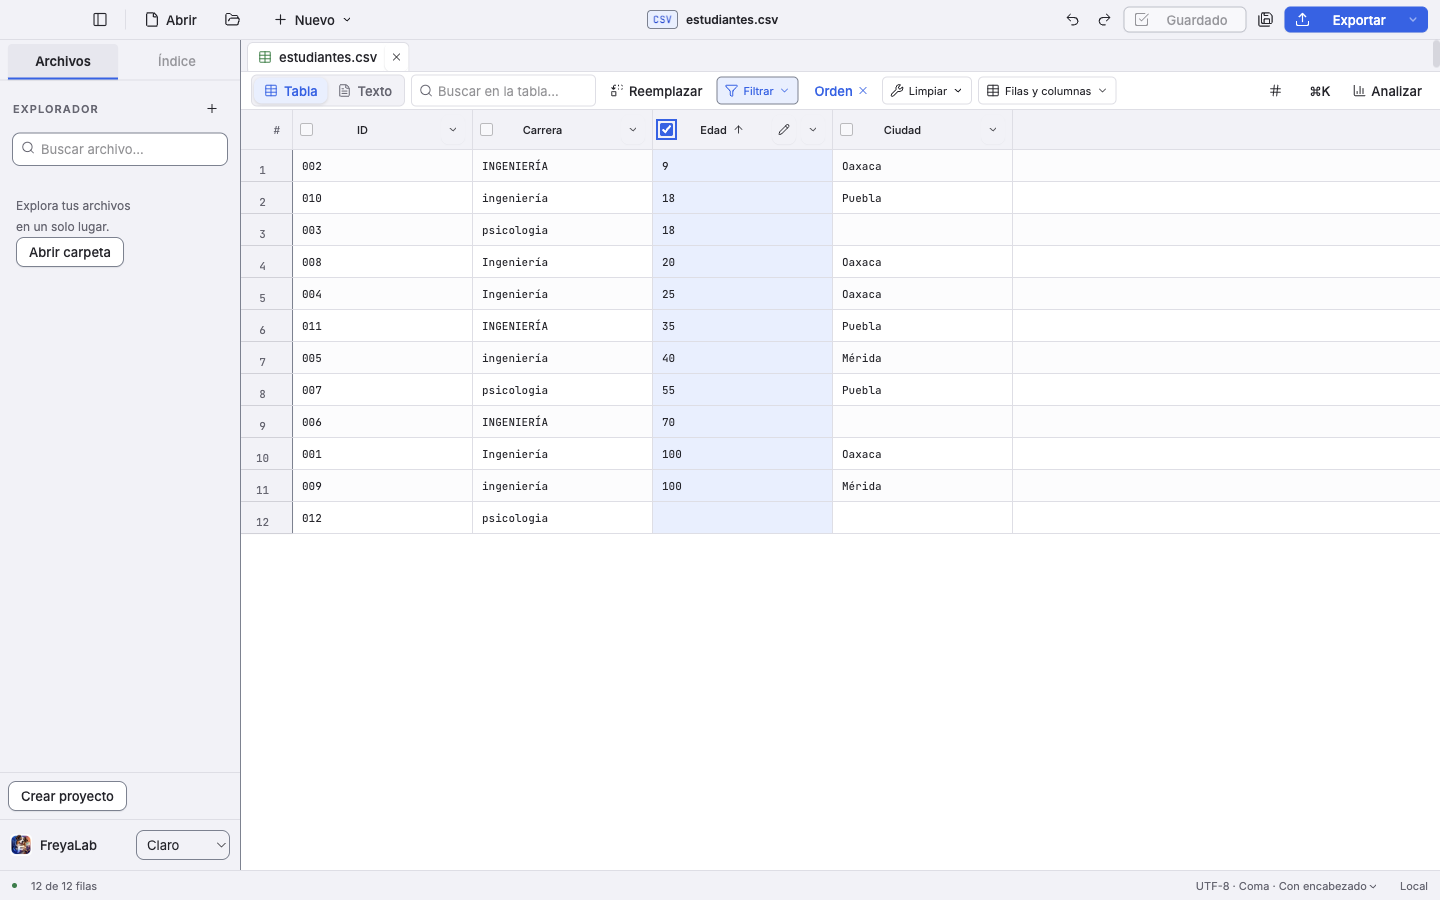 Abrir
Nuevo
CSV estudiantes.csv
Guardado
Exportar
Archivos Índice
estudiantes.csv
Tabla Texto Buscar en la tabla... Reemplazar Filtrar Orden Limpiar Filas y columnas # ⌘K Analizar
EXPLORADOR
Buscar archivo...
Explora tus archivos
en un solo lugar.
Abrir carpeta
# ID Carrera Edad ↑ Ciudad
1 002 INGENIERÍA 9 Oaxaca
2 010 ingeniería 18 Puebla
3 003 psicologia 18
4 008 Ingeniería 20 Oaxaca
5 004 Ingeniería 25 Oaxaca
6 011 INGENIERÍA 35 Puebla
7 005 ingeniería 40 Mérida
8 007 psicologia 55 Puebla
9 006 INGENIERÍA 70
10 001 Ingeniería 100 Oaxaca
11 009 ingeniería 100 Mérida
12 012 psicologia
Crear proyecto
FreyaLab Claro
12 de 12 filas
UTF-8 · Coma · Con encabezado Local